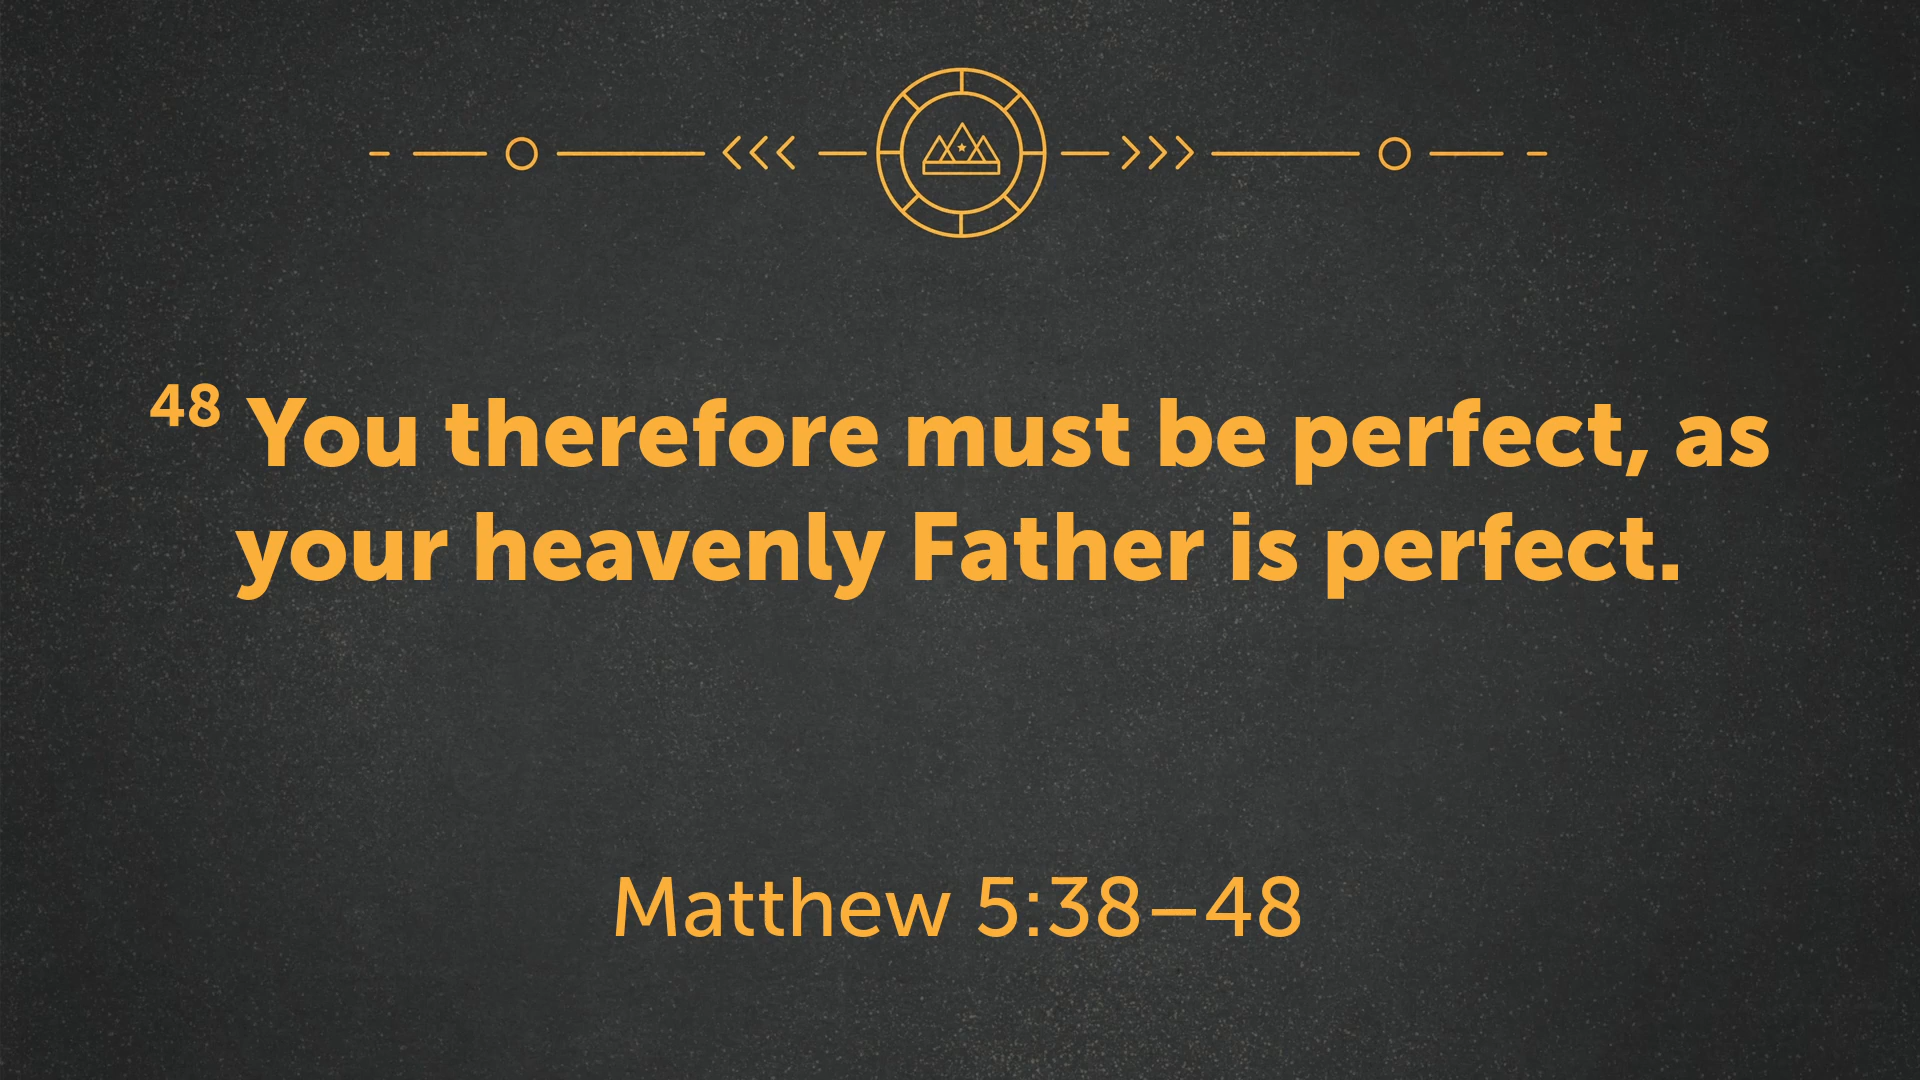 48 You therefore must be perfect, as
your heavenly Father is perfect.
Matthew 5:38–48